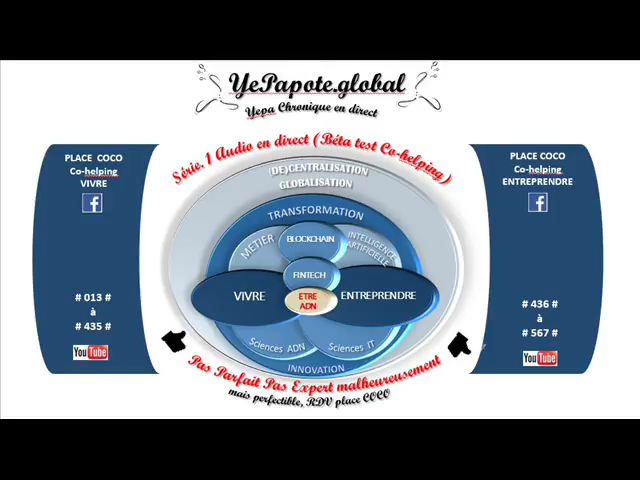 YePapote.global
Yepa Chronique en direct
Série.1 Audio en direct (Béta test Co-helping)
PLACE COCO
Co-helping
VIVRE
f
# 013 #
à
# 435 #
YouTube
(DE)CENTRALISATION
GLOBALISATION
TRANSFORMATION
METIER
BLOCKCHAIN
INTELLIGENCE
ARTIFICIELLE
FINTECH
VIVRE
ETRE
ADN
ENTREPRENDRE
Sciences ADN
Sciences IT
INNOVATION
PLACE COCO
Co-helping
ENTREPRENDRE
f
# 436 #
à
# 567 #
YouTube
Pas Parfait Pas Expert malheureusement
mais perfectible, RDV place COCO